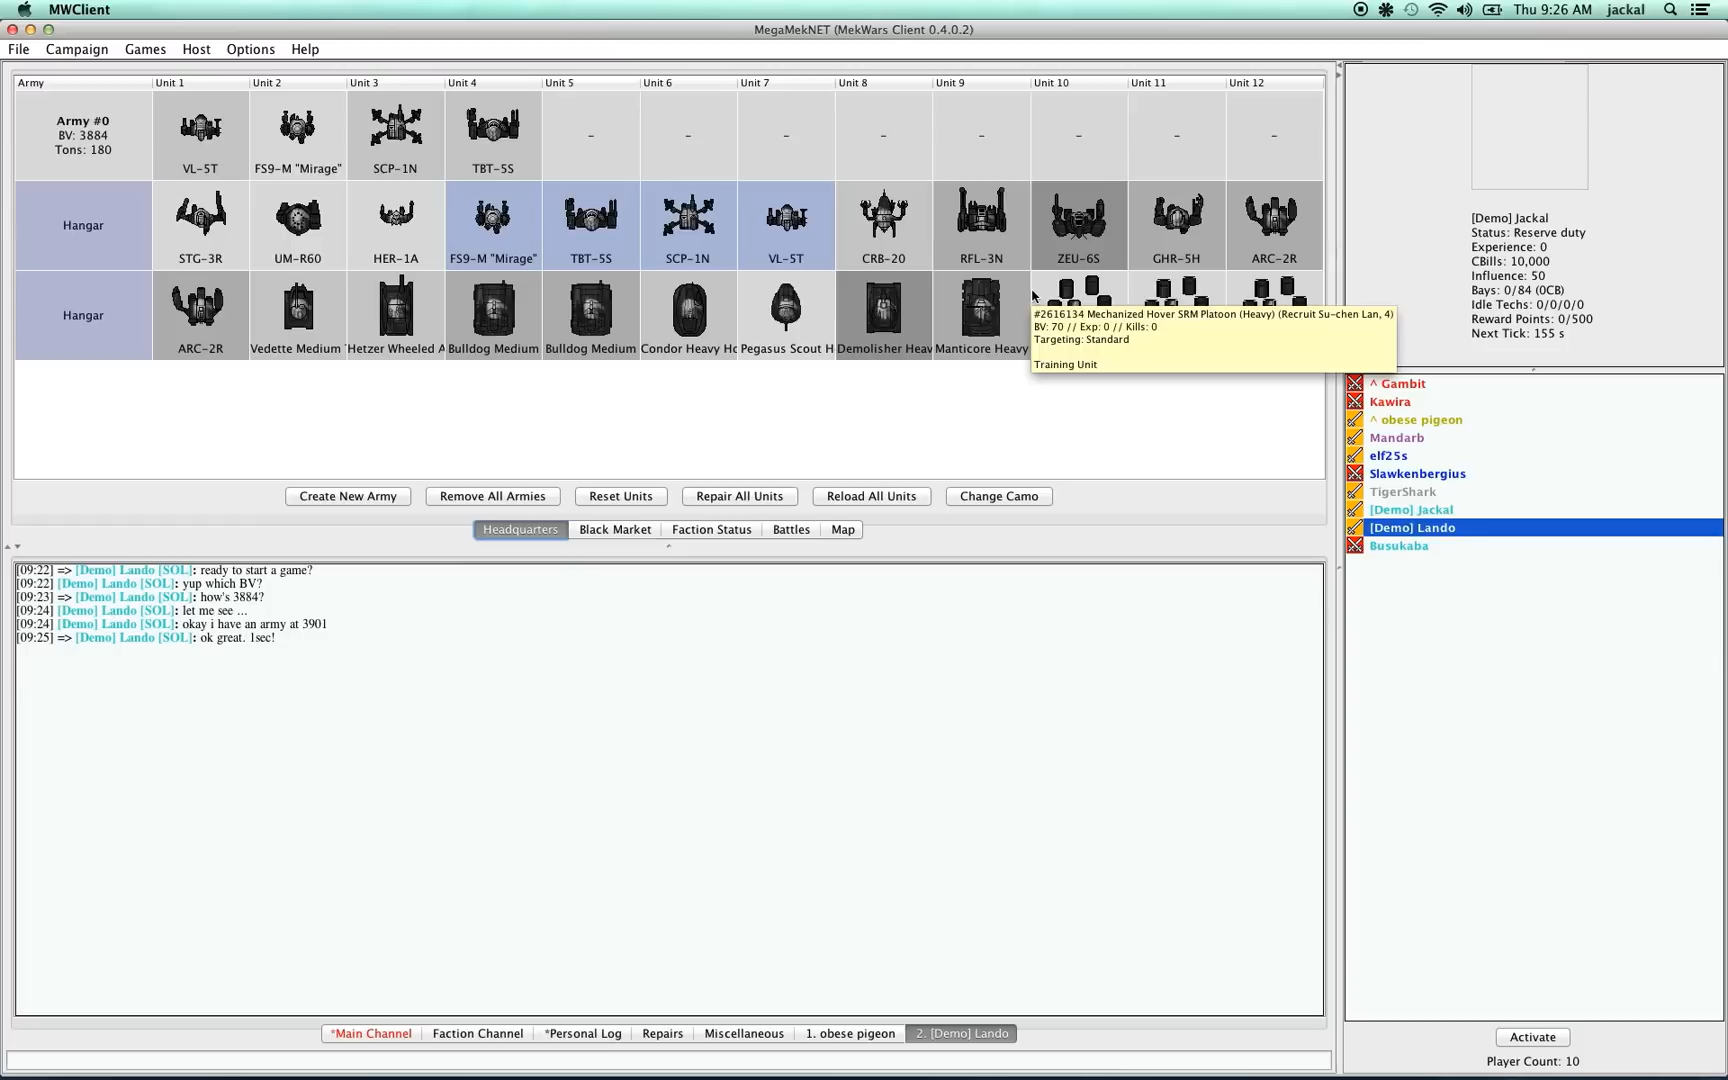 MWClient
Thu 9:26 AM jackal
MegaMekNET (MekWars Client 0.4.0.2)
File Campaign Games Host Options Help
Army Unit 1 Unit 2 Unit 3 Unit 4 Unit 5 Unit 6 Unit 7 Unit 8 Unit 9 Unit 10 Unit 11 Unit 12
Army #0
BV: 3884
Tons: 180
- - - - - - - -
VL-5T FS9-M "Mirage" SCP-1N TBT-5S
Hangar
STG-3R UM-R60 HER-1A FS9-M "Mirage" TBT-5S SCP-1N VL-5T CRB-20 RFL-3N ZEU-6S GHR-5H ARC-2R
Hangar
ARC-2R Vedette Medium Hetzer Wheeled A Bulldog Medium Bulldog Medium Condor Heavy Ho Pegasus Scout H Demolisher Heav Manticore Heavy
#2616134 Mechanized Hover SRM Platoon (Heavy) (Recruit Su-chen Lan, 4)
BV: 70 // Exp: 0 // Kills: 0
Targeting: Standard
Training Unit
Create New Army Remove All Armies Reset Units Repair All Units Reload All Units Change Camo
Headquarters Black Market Faction Status Battles Map
[09:22] => [Demo] Lando [SOL]: ready to start a game?
[09:22] [Demo] Lando [SOL]: yup which BV?
[09:23] => [Demo] Lando [SOL]: how's 3884?
[09:24] [Demo] Lando [SOL]: let me see ...
[09:24] [Demo] Lando [SOL]: okay i have an army at 3901
[09:25] => [Demo] Lando [SOL]: ok great. 1sec!
*Main Channel Faction Channel *Personal Log Repairs Miscellaneous 1. obese pigeon 2. [Demo] Lando
[Demo] Jackal
Status: Reserve duty
Experience: 0
CBills: 10,000
Influence: 50
Bays: 0/84 (0CB)
Idle Techs: 0/0/0/0
Reward Points: 0/500
Next Tick: 155 s
^ Gambit
Kawira
^ obese pigeon
Mandarb
elf25s
Slawkenbergius
TigerShark
[Demo] Jackal
[Demo] Lando
Busukaba
Activate
Player Count: 10